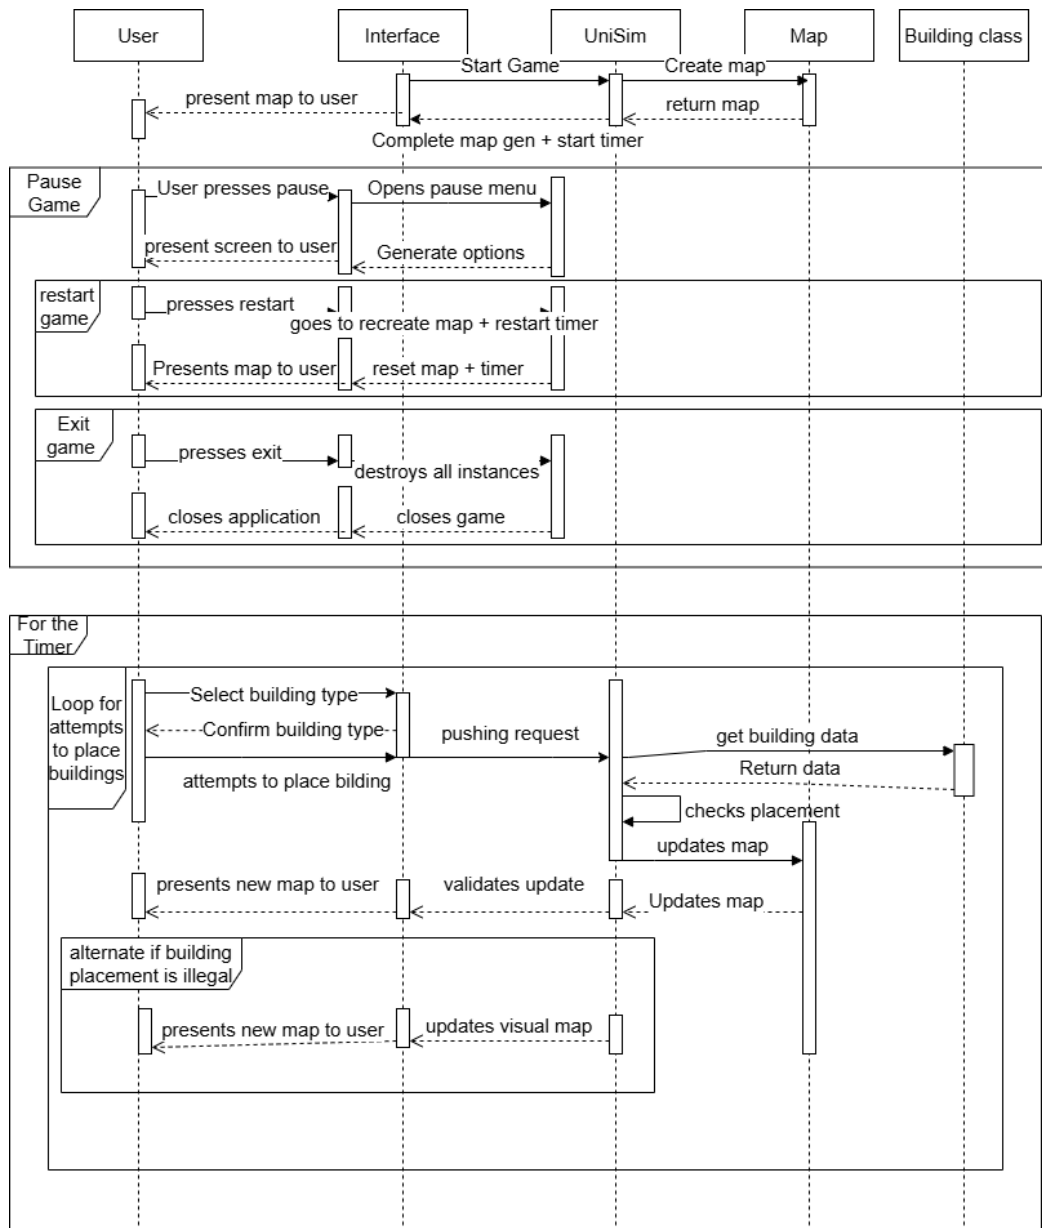 User
Interface
UniSim
Map
Building class
Start Game
Create map
present map to user
return map
Complete map gen + start timer
Pause
Game
User presses pause
Opens pause menu
present screen to user
Generate options
restart
game
presses restart
goes to recreate map + restart timer
Presents map to user
reset map + timer
Exit
game
presses exit
destroys all instances
closes application
closes game
For the
Timer
Loop for
attempts
to place
buildings
Select building type
Confirm building type
pushing request
get building data
attempts to place bilding
Return data
checks placement
updates map
presents new map to user
validates update
Updates map
alternate if building
placement is illegal
presents new map to user
updates visual map